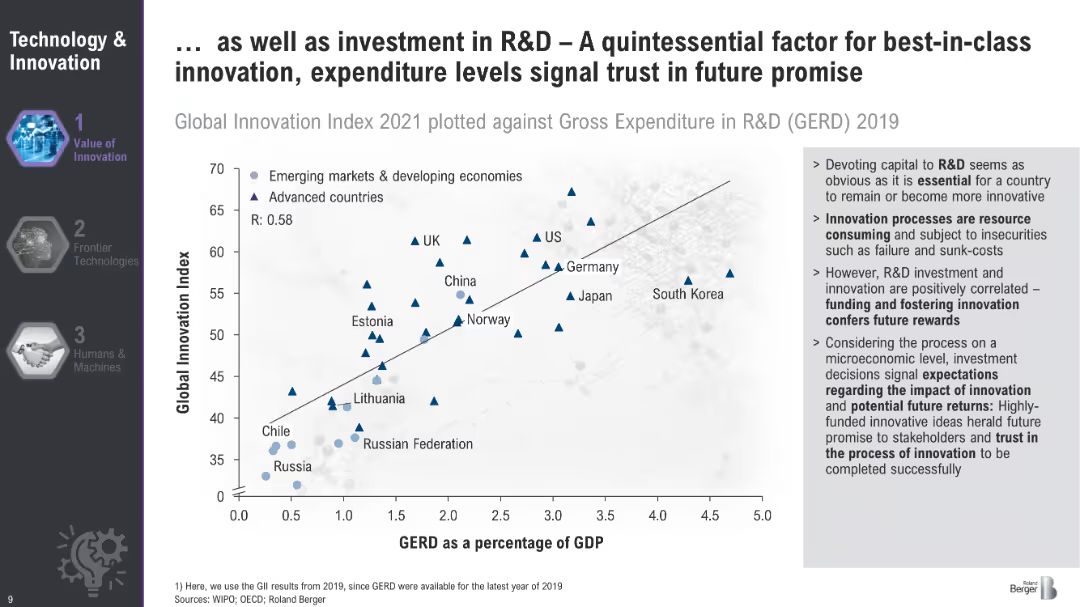 Technology &
Innovation
1
Value of
Innovation
2
Frontier
Technologies
3
Humans &
Machines
9
… as well as investment in R&D – A quintessential factor for best-in-class
innovation, expenditure levels signal trust in future promise
Global Innovation Index 2021 plotted against Gross Expenditure in R&D (GERD) 2019
Global Innovation Index
70
65
60
55
50
45
40
35
0
Emerging markets & developing economies
Advanced countries
R: 0.58
UK
US
China
Germany
Japan
South Korea
Estonia
Norway
Lithuania
Chile
Russian Federation
Russia
0.0 0.5 1.0 1.5 2.0 2.5 3.0 3.5 4.0 4.5 5.0
GERD as a percentage of GDP
> Devoting capital to R&D seems as
obvious as it is essential for a country
to remain or become more innovative
> Innovation processes are resource
consuming and subject to insecurities
such as failure and sunk-costs
> However, R&D investment and
innovation are positively correlated –
funding and fostering innovation
confers future rewards
> Considering the process on a
microeconomic level, investment
decisions signal expectations
regarding the impact of innovation
and potential future returns: Highly-
funded innovative ideas herald future
promise to stakeholders and trust in
the process of innovation to be
completed successfully
1) Here, we use the GII results from 2019, since GERD were available for the latest year of 2019
Sources: WIPO; OECD; Roland Berger
Roland
Berger